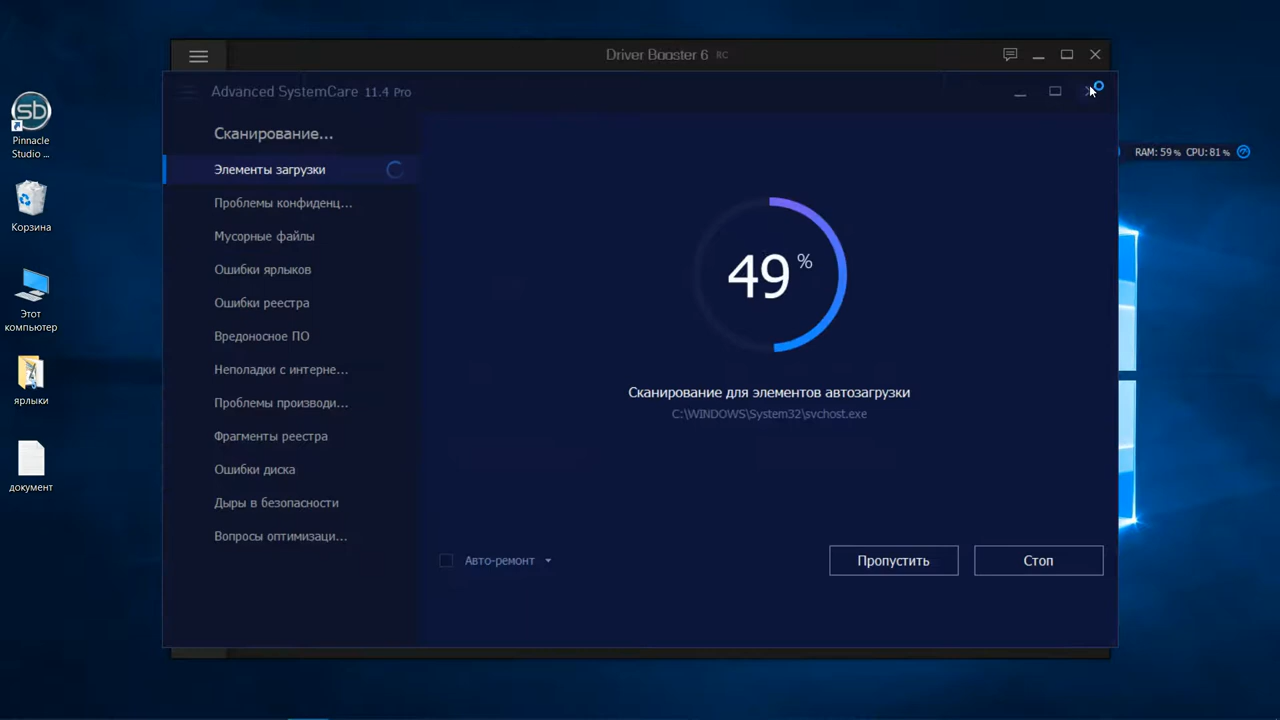 Driver Booster 6 RC
Advanced SystemCare 11.4 Pro
Сканирование...
Элементы загрузки
Проблемы конфиденц...
Мусорные файлы
Ошибки ярлыков
Ошибки реестра
Вредоносное ПО
Неполадки с интерне...
Проблемы производи...
Фрагменты реестра
Ошибки диска
Дыры в безопасности
Вопросы оптимизаци...
49 %
Сканирование для элементов автозагрузки
C:\WINDOWS\System32\svchost.exe
Авто-ремонт
Пропустить
Стоп
RAM: 59% CPU: 81%
sb
Pinnacle
Studio ...
Корзина
Этот
компьютер
ярлыки
документ